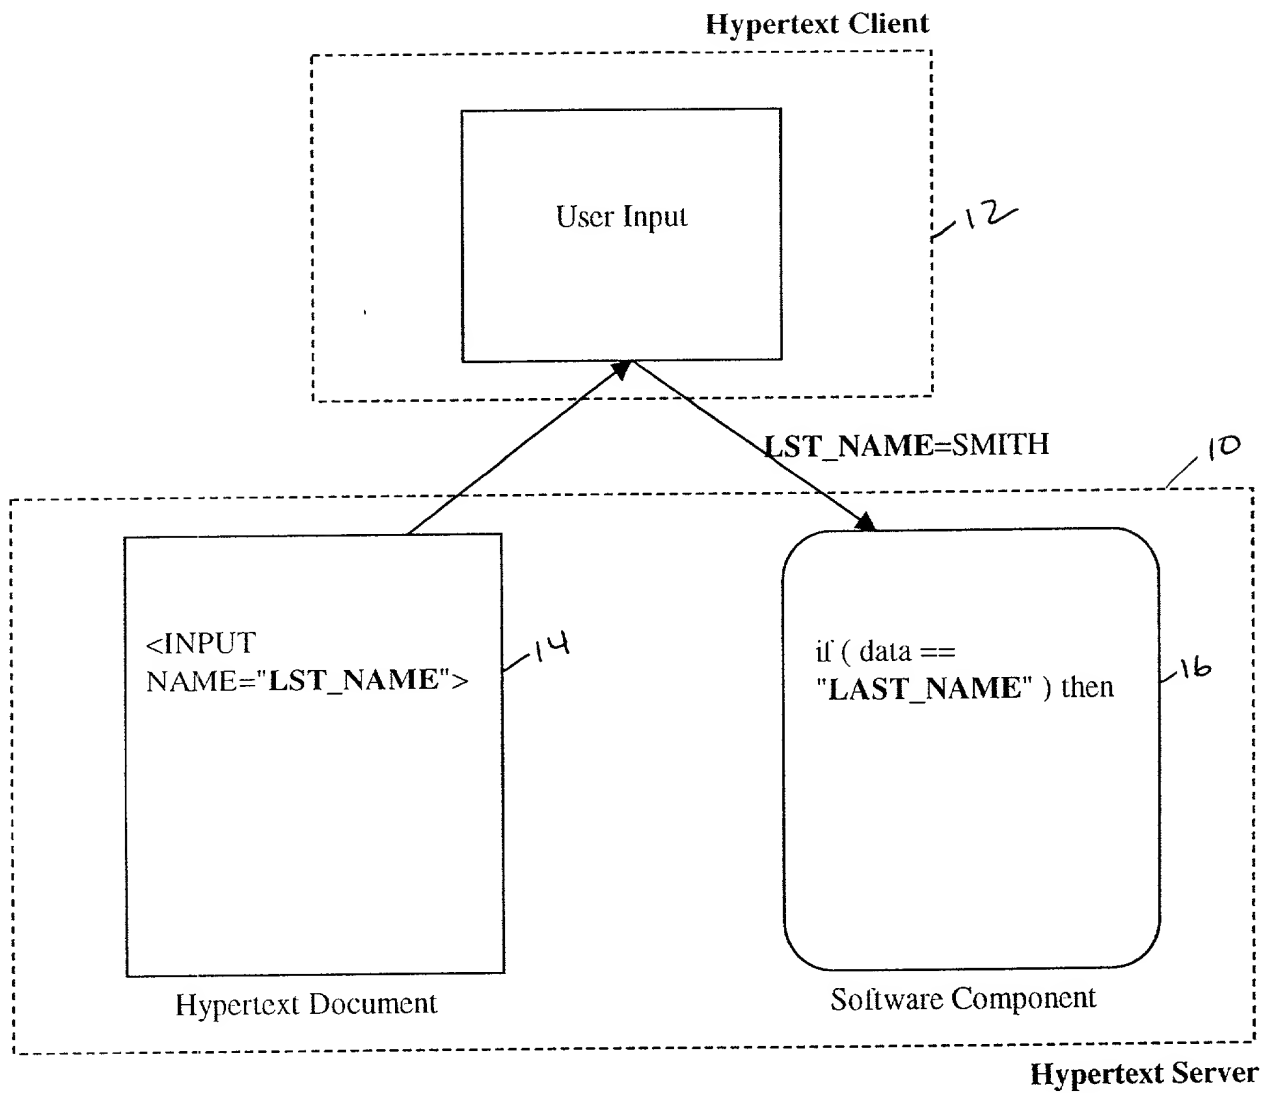 Hypertext Client
User Input
12
LST_NAME=SMITH
10
<INPUT
NAME="LST_NAME">
14
if ( data ==
"LAST_NAME" ) then
16
Hypertext Document
Software Component
Hypertext Server